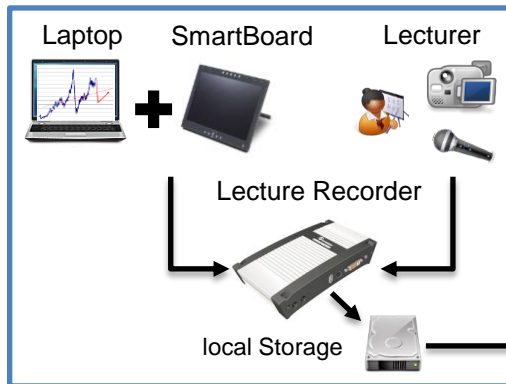 Laptop
SmartBoard
Lecturer
Lecture Recorder
local Storage